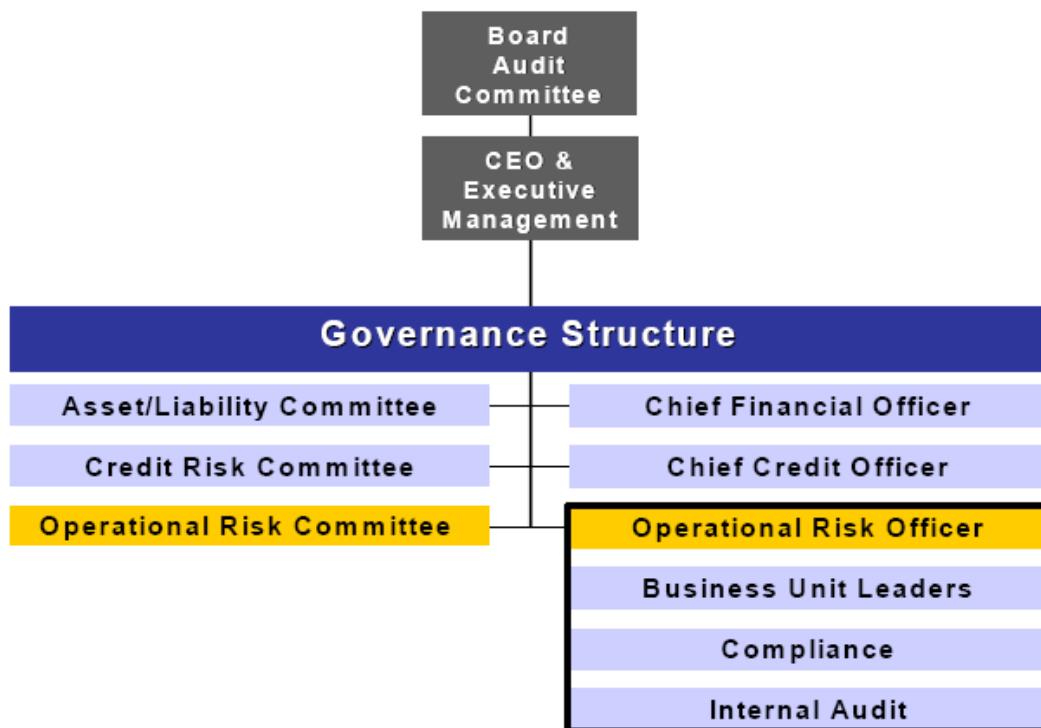 Board
Audit
Committee
CEO &
Executive
Management
Governance Structure
Asset/Liability Committee
Chief Financial Officer
Credit Risk Committee
Chief Credit Officer
Operational Risk Committee
Operational Risk Officer
Business Unit Leaders
Compliance
Internal Audit